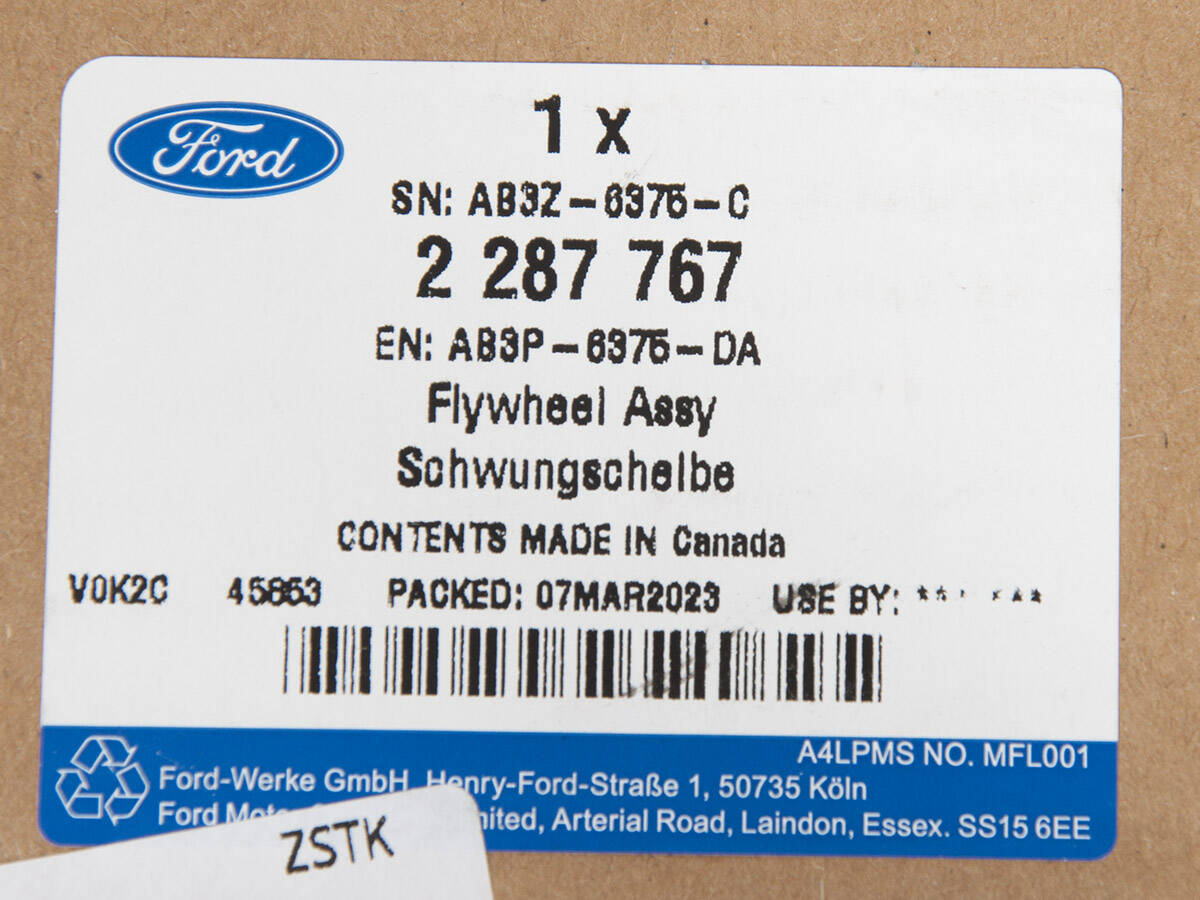 Ford
1 x
SN: AB3Z-6375-C
2 287 767
EN: AB3P-6375-DA
Flywheel Assy
Schwungscheibe
CONTENTS MADE IN Canada
V0K2C 45853 PACKED: 07MAR2023 USE BY:
A4LPMS NO. MFL001
Ford-Werke GmbH Henry-Ford-Straße 1, 50735 Köln
Ford Arterial Road, Laindon, Essex. SS15 6EE
ZSTK